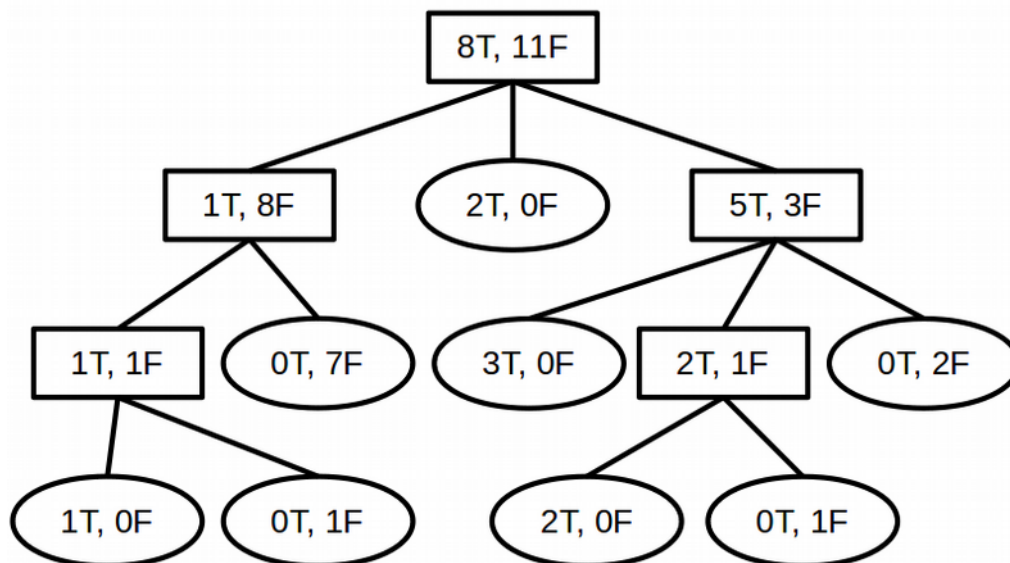 8T, 11F
1T, 8F
2T, 0F
5T, 3F
1T, 1F
0T, 7F
3T, 0F
2T, 1F
0T, 2F
1T, 0F
0T, 1F
2T, 0F
0T, 1F